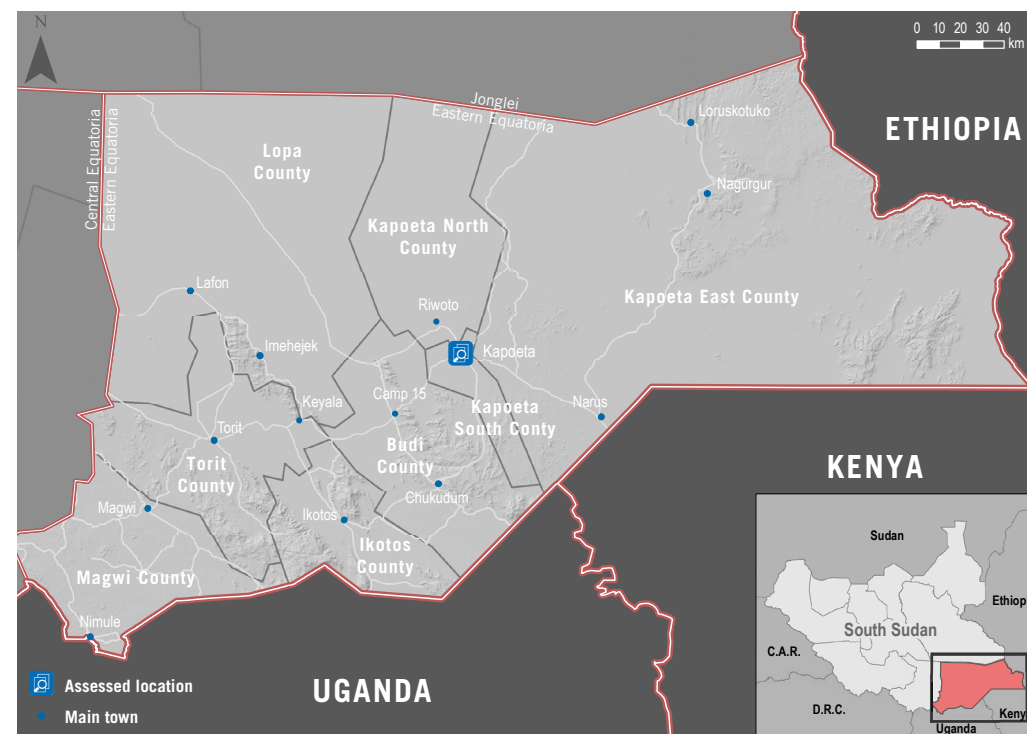 N
0 10 20 30 40
km
Jonglei
Eastern Equatoria
Central Equatoria
Eastern Equatoria
ETHIOPIA
Loruskotuko
Lopa
County
Nagurgur
Kapoeta North
County
Lafon
Kapoeta East County
Riwoto
Imehejek
Kapoeta
Keyala
Camp 15
Kapoeta
South Conty
Narus
Torit
Budi
County
Torit
County
KENYA
Chukudum
Magwi
Ikotos
Ikotos
County
Magwi County
Nimule
UGANDA
Assessed location
Main town
Sudan
Ethiop
South Sudan
C.A.R.
D.R.C.
Keny
Uganda